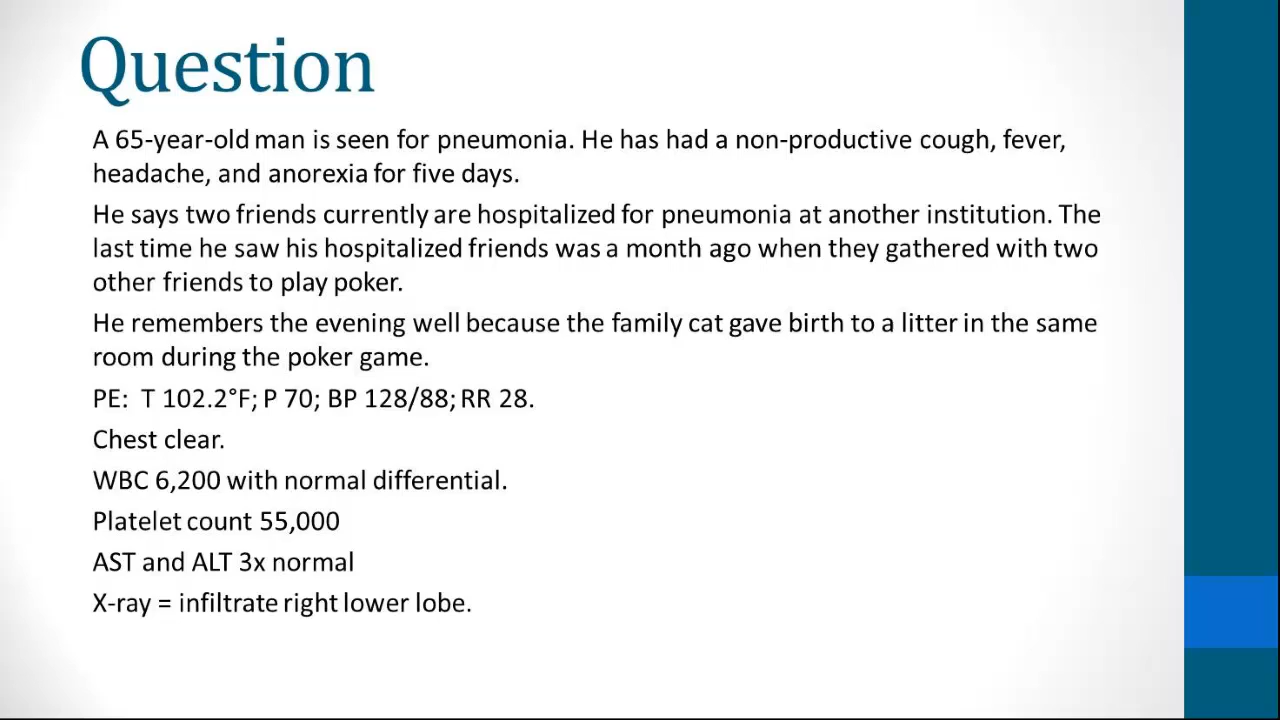 Question
A 65-year-old man is seen for pneumonia. He has had a non-productive cough, fever,
headache, and anorexia for five days.
He says two friends currently are hospitalized for pneumonia at another institution. The
last time he saw his hospitalized friends was a month ago when they gathered with two
other friends to play poker.
He remembers the evening well because the family cat gave birth to a litter in the same
room during the poker game.
PE:  T 102.2°F; P 70; BP 128/88; RR 28.
Chest clear.
WBC 6,200 with normal differential.
Platelet count 55,000
AST and ALT 3x normal
X-ray = infiltrate right lower lobe.